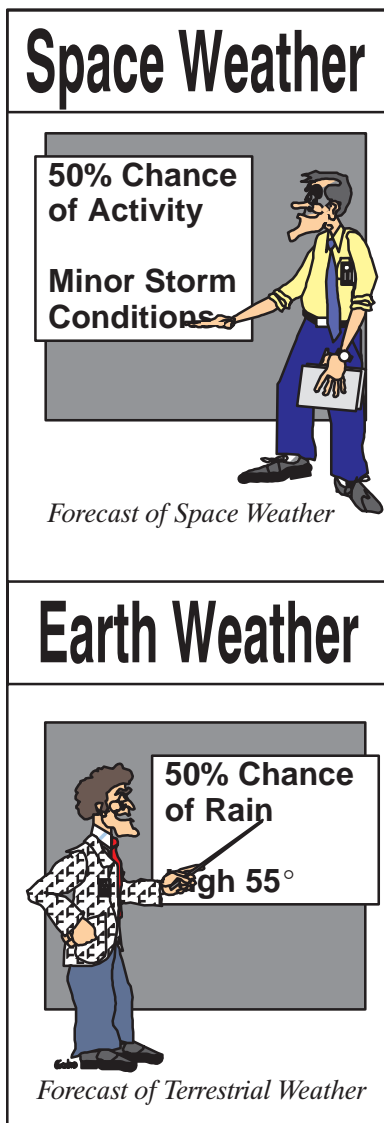 Space Weather
50% Chance
of Activity
Minor Storm
Conditions
Forecast of Space Weather
Earth Weather
50% Chance
of Rain
High 55°
Forecast of Terrestrial Weather